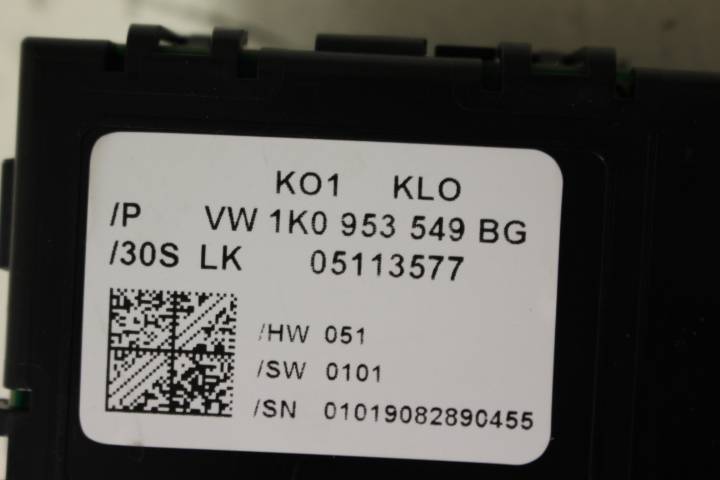 KO1 KLO
/P VW 1K0 953 549 BG
/30S LK 05113577
/HW 051
/SW 0101
/SN 01019082890455